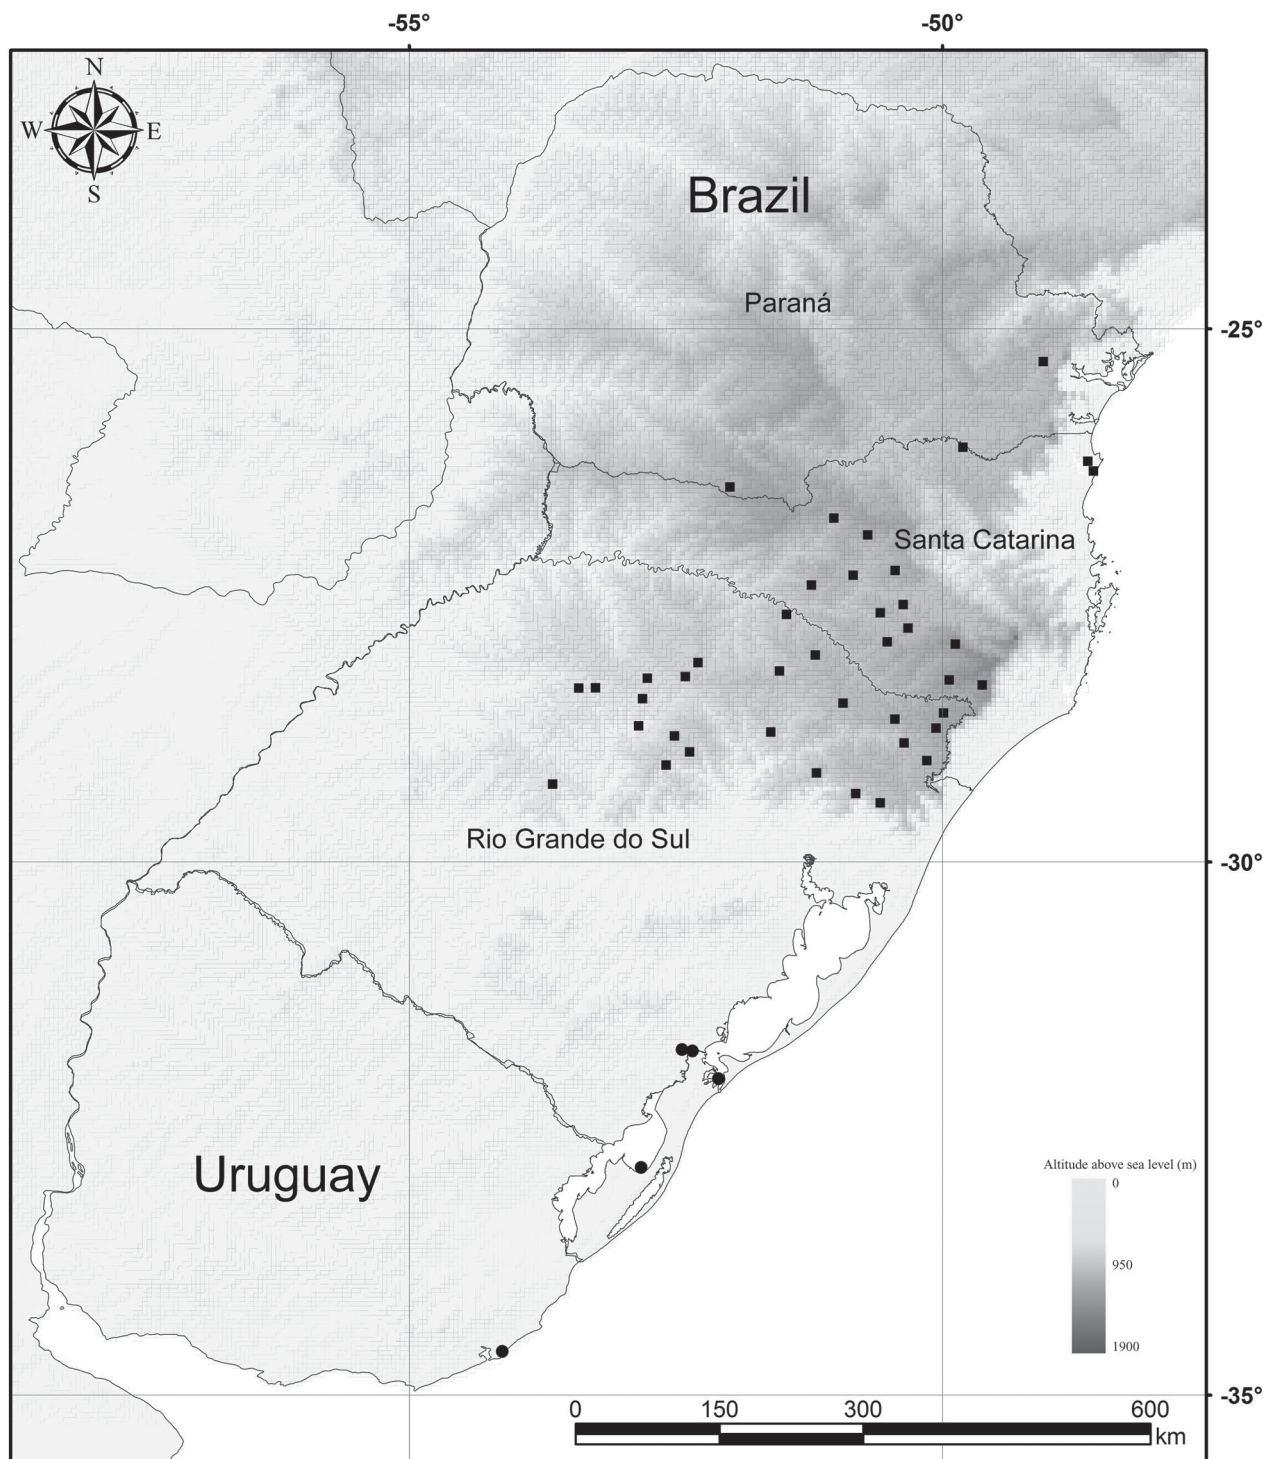 -55°
-50°
N
W
E
S
Brazil
Paraná
-25°
Santa Catarina
Rio Grande do Sul
-30°
Uruguay
Altitude above sea level (m)
0
950
1900
-35°
0
150
300
600
km